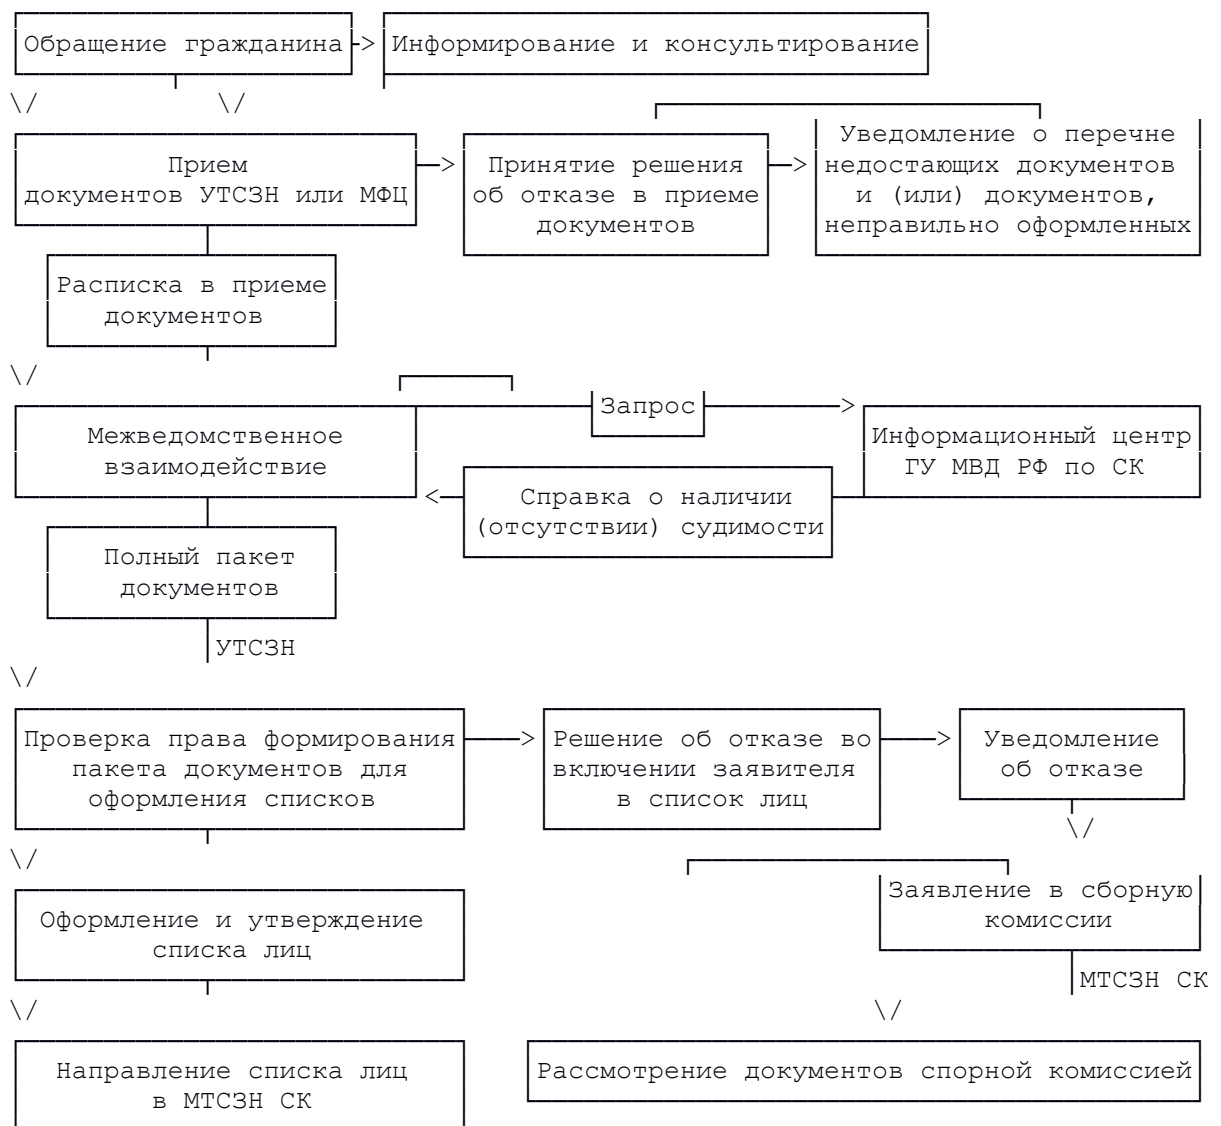 Обращение гражданина
Информирование и консультирование
Прием
документов УТСЗН или МФЦ
Принятие решения
об отказе в приеме
документов
Уведомление о перечне
недостающих документов
и (или) документов,
неправильно оформленных
Расписка в приеме
документов
Межведомственное
взаимодействие
Запрос
Информационный центр
ГУ МВД РФ по СК
Справка о наличии
(отсутствии) судимости
Полный пакет
документов
УТСЗН
Проверка права формирования
пакета документов для
оформления списков
Решение об отказе во
включении заявителя
в список лиц
Уведомление
об отказе
Оформление и утверждение
списка лиц
Заявление в сборную
комиссии
МТСЗН СК
Направление списка лиц
в МТСЗН СК
Рассмотрение документов спорной комиссией